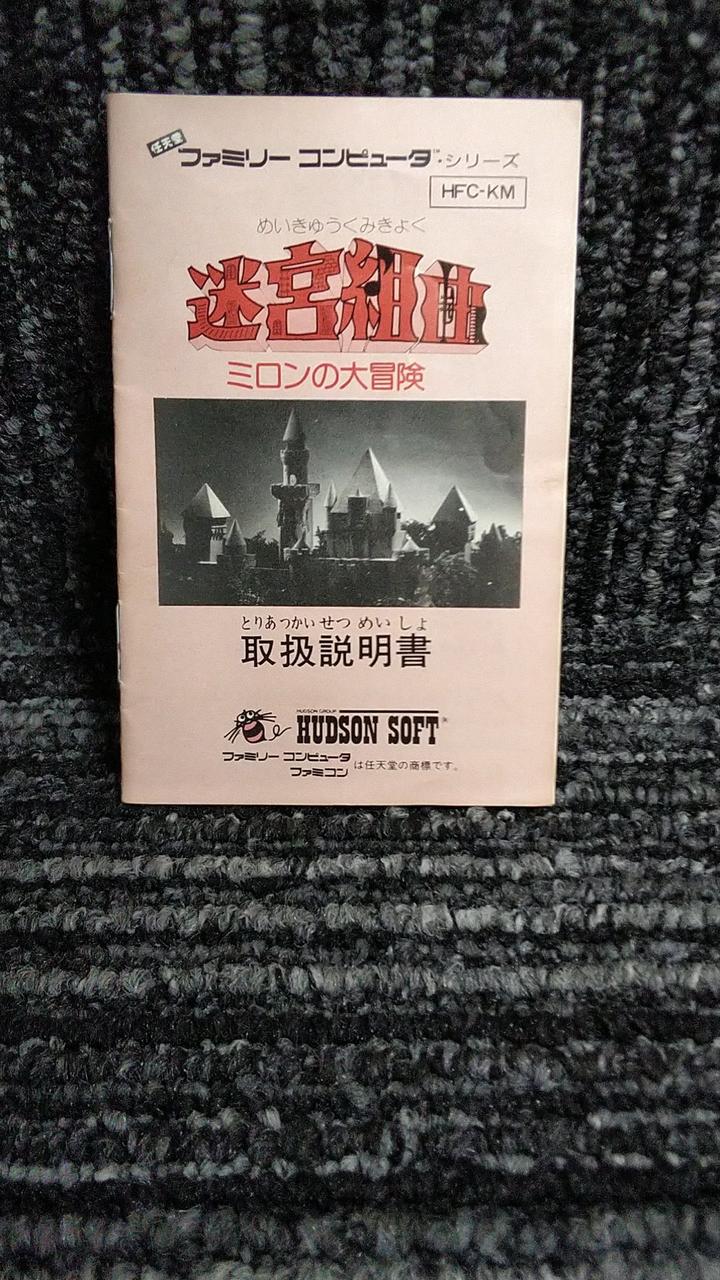 任天堂 ファミリー コンピュータ™・シリーズ
HFC-KM
めいきゅうくみきょく
迷宮組曲
ミロンの大冒険
とりあつかいせつめいしょ
取扱説明書
HUDSON GROUP
HUDSON SOFT®
ファミリー コンピュータ
ファミコン は任天堂の商標です。